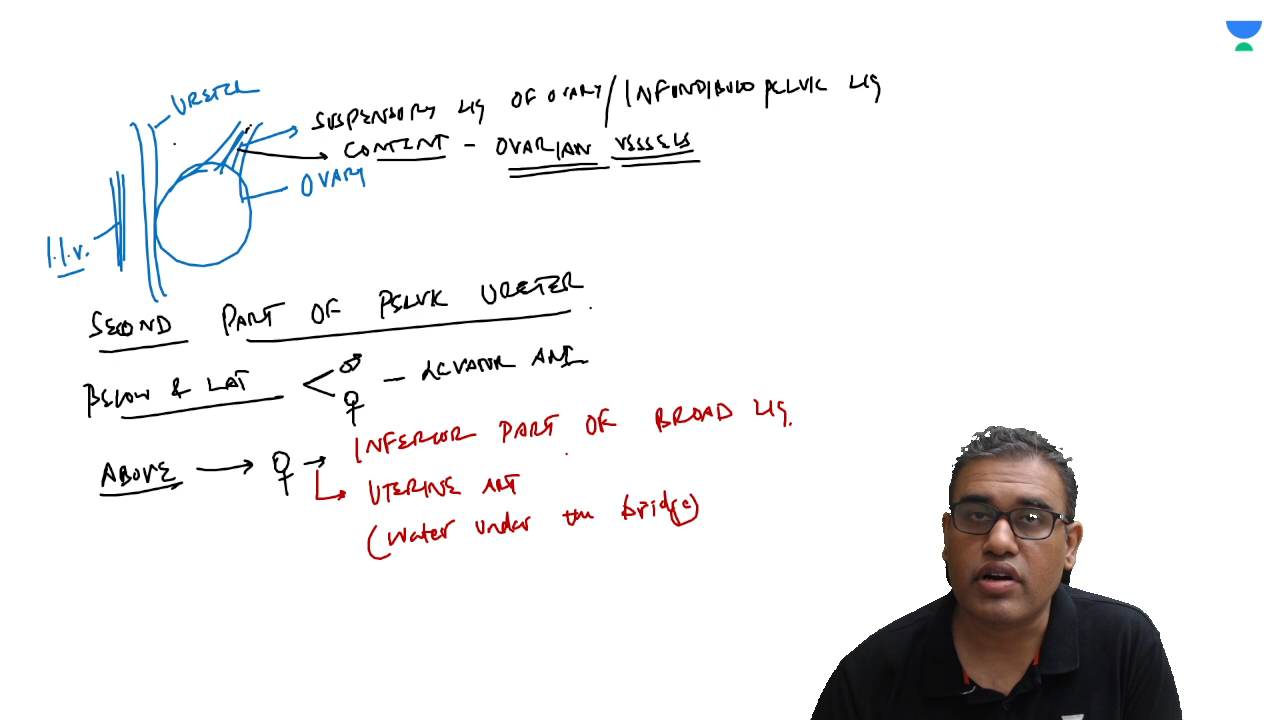 URETER
SUSPENSORY LIG OF OVARY/INFUNDIBULO PELVIC LIG
CONTENT - OVARIAN VESSELS
OVARY
I.I.V.
SECOND PART OF PELVIC URETER
BELOW & LAT < ♂
♀ - LEVATOR ANI
ABOVE → ♀ → INFERIOR PART OF BROAD LIG.
UTERINE ART
(Water under the bridge)